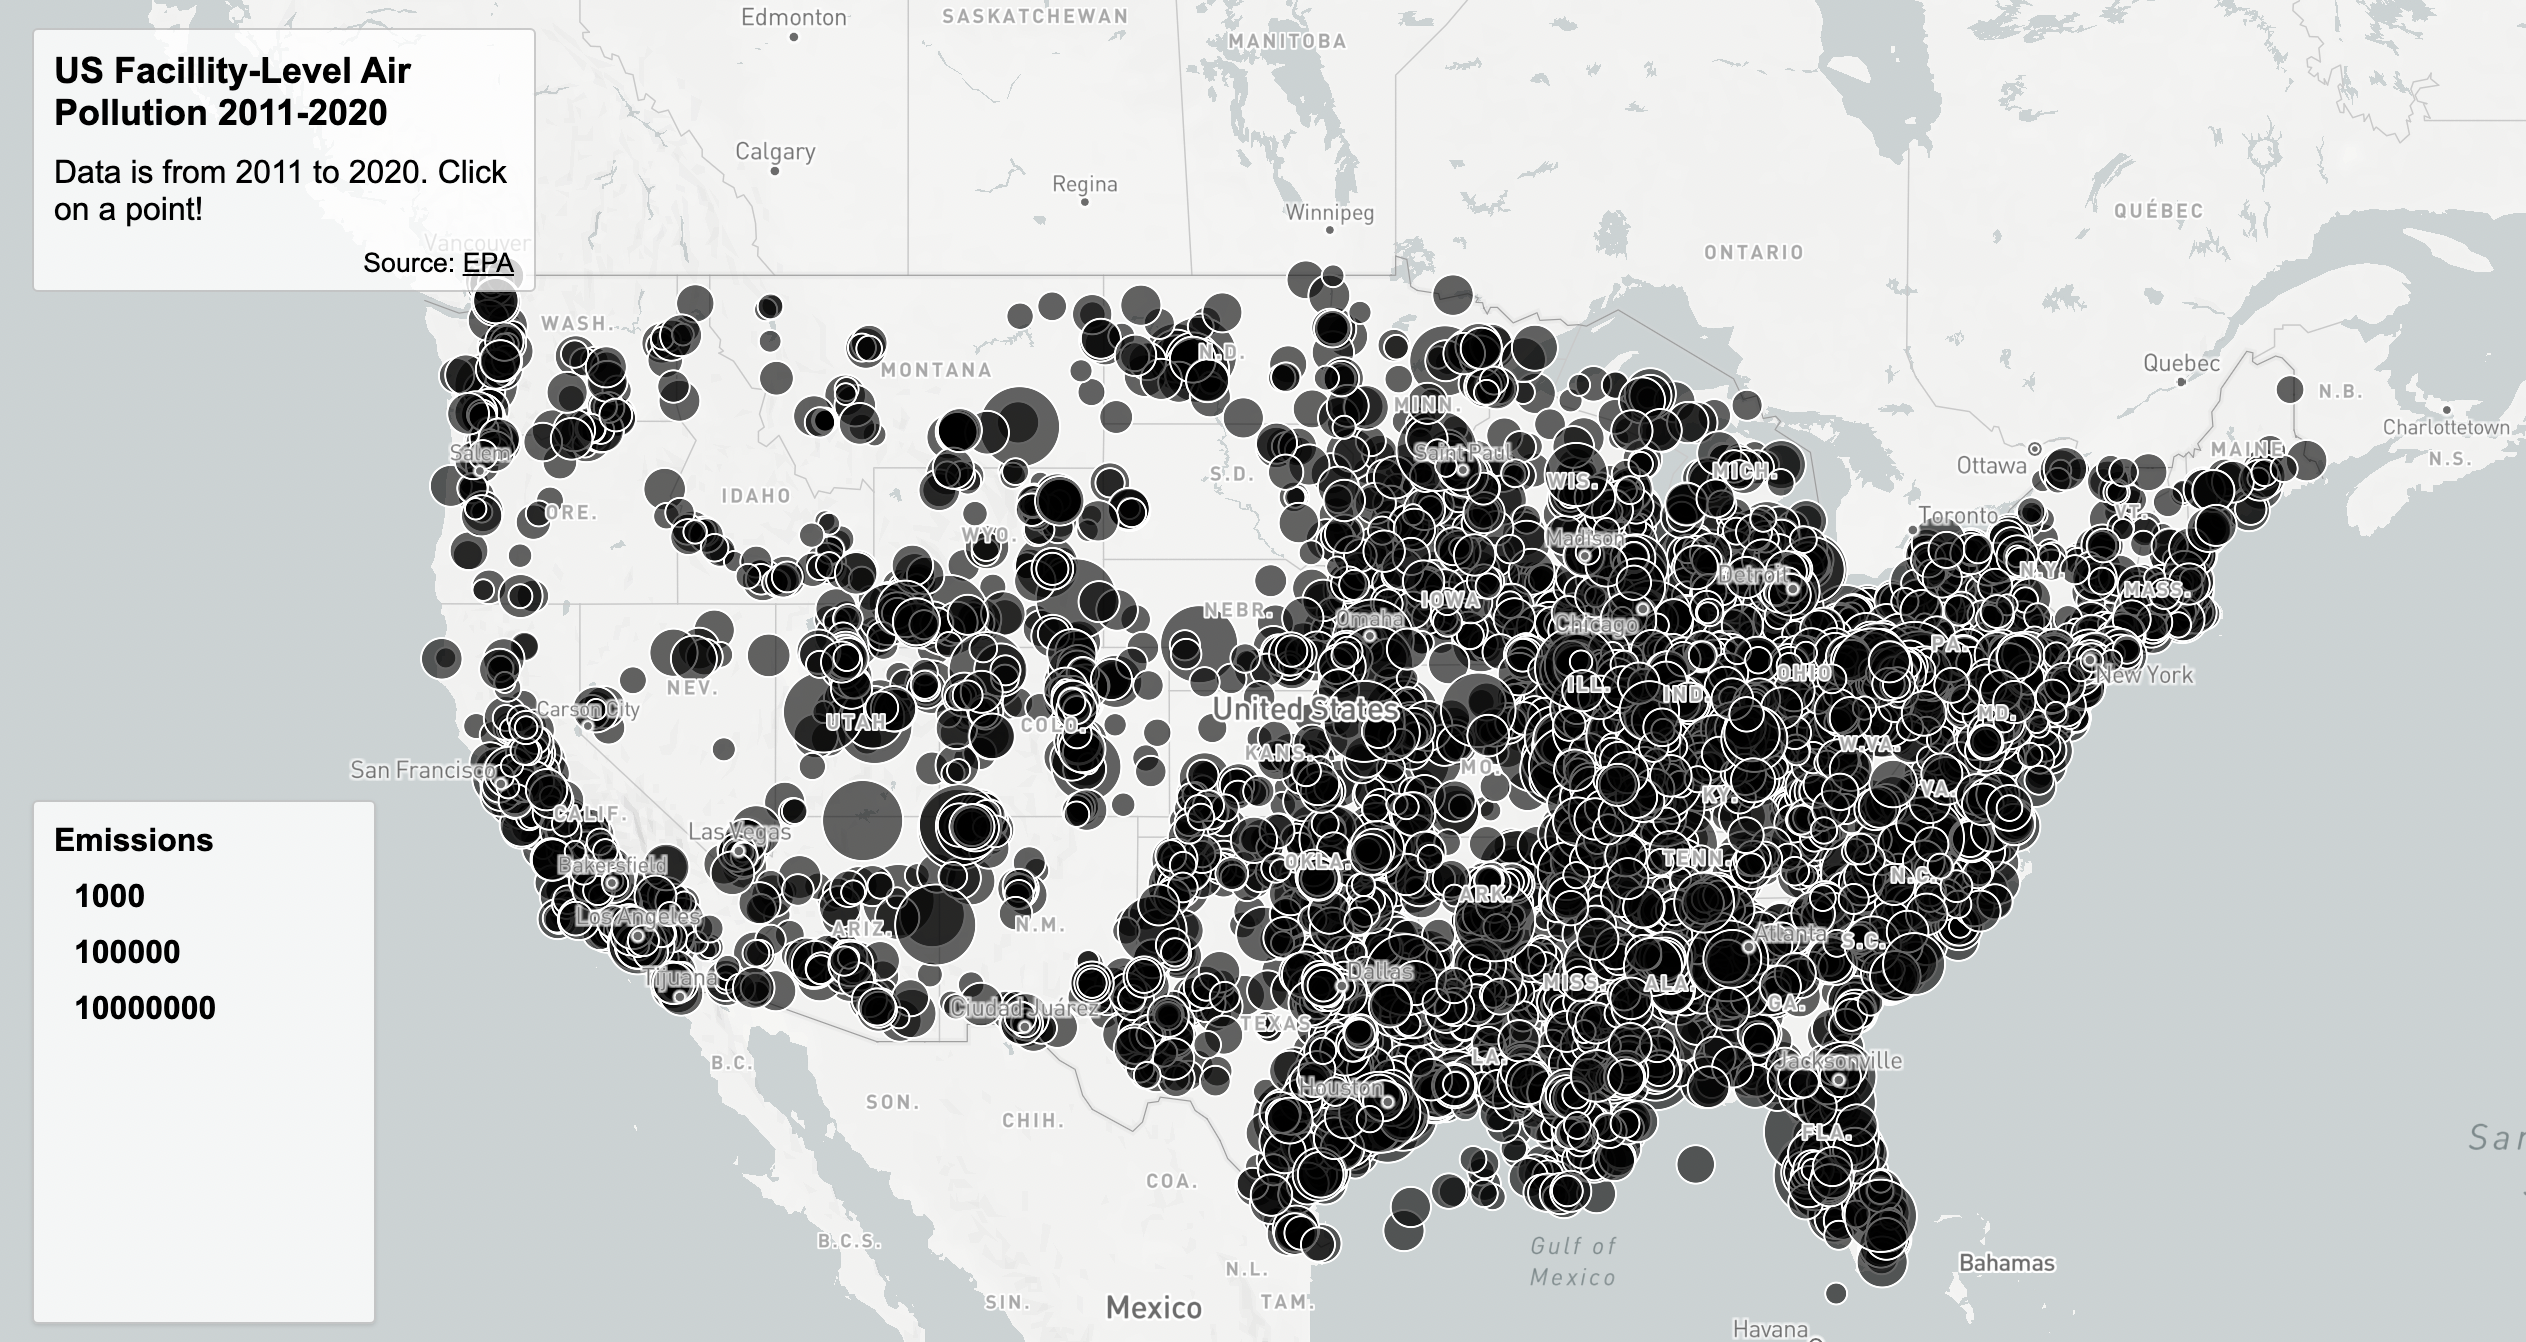 US Facillity-Level Air
Pollution 2011-2020
Data is from 2011 to 2020. Click
on a point!
Source: EPA
Vancouver
Edmonton
SASKATCHEWAN
MANITOBA
Calgary
Regina
Winnipeg
ONTARIO
QUÉBEC
Quebec
N.B.
Charlottetown
N.S.
Ottawa
MAINE
Toronto
VT.
WASH.
MONTANA
N.D.
MINN.
Saint Paul
WIS.
MICH.
Salem
IDAHO
ORE.
S.D.
WYO.
Madison
Detroit
N.Y.
MASS.
NEBR.
IOWA
Omaha
Chicago
PA.
OHIO
New York
NEV.
Carson City
UTAH
COLO.
United States
ILL.
IND.
MD.
KANS.
MO.
W.VA.
San Francisco
CALIF.
Las Vegas
KY.
VA.
Bakersfield
OKLA.
TENN.
ARK.
N.C.
Los Angeles
ARIZ.
N.M.
Atlanta
S.C.
Tijuana
Dallas
MISS.
ALA.
GA.
Ciudad Juárez
TEXAS
LA.
Jacksonville
Houston
FLA.
B.C.
SON.
CHIH.
COA.
B.C.S.
N.L.
SIN.
Mexico
TAM.
Gulf of
Mexico
Bahamas
Havana
Sar
Emissions
1000
100000
10000000